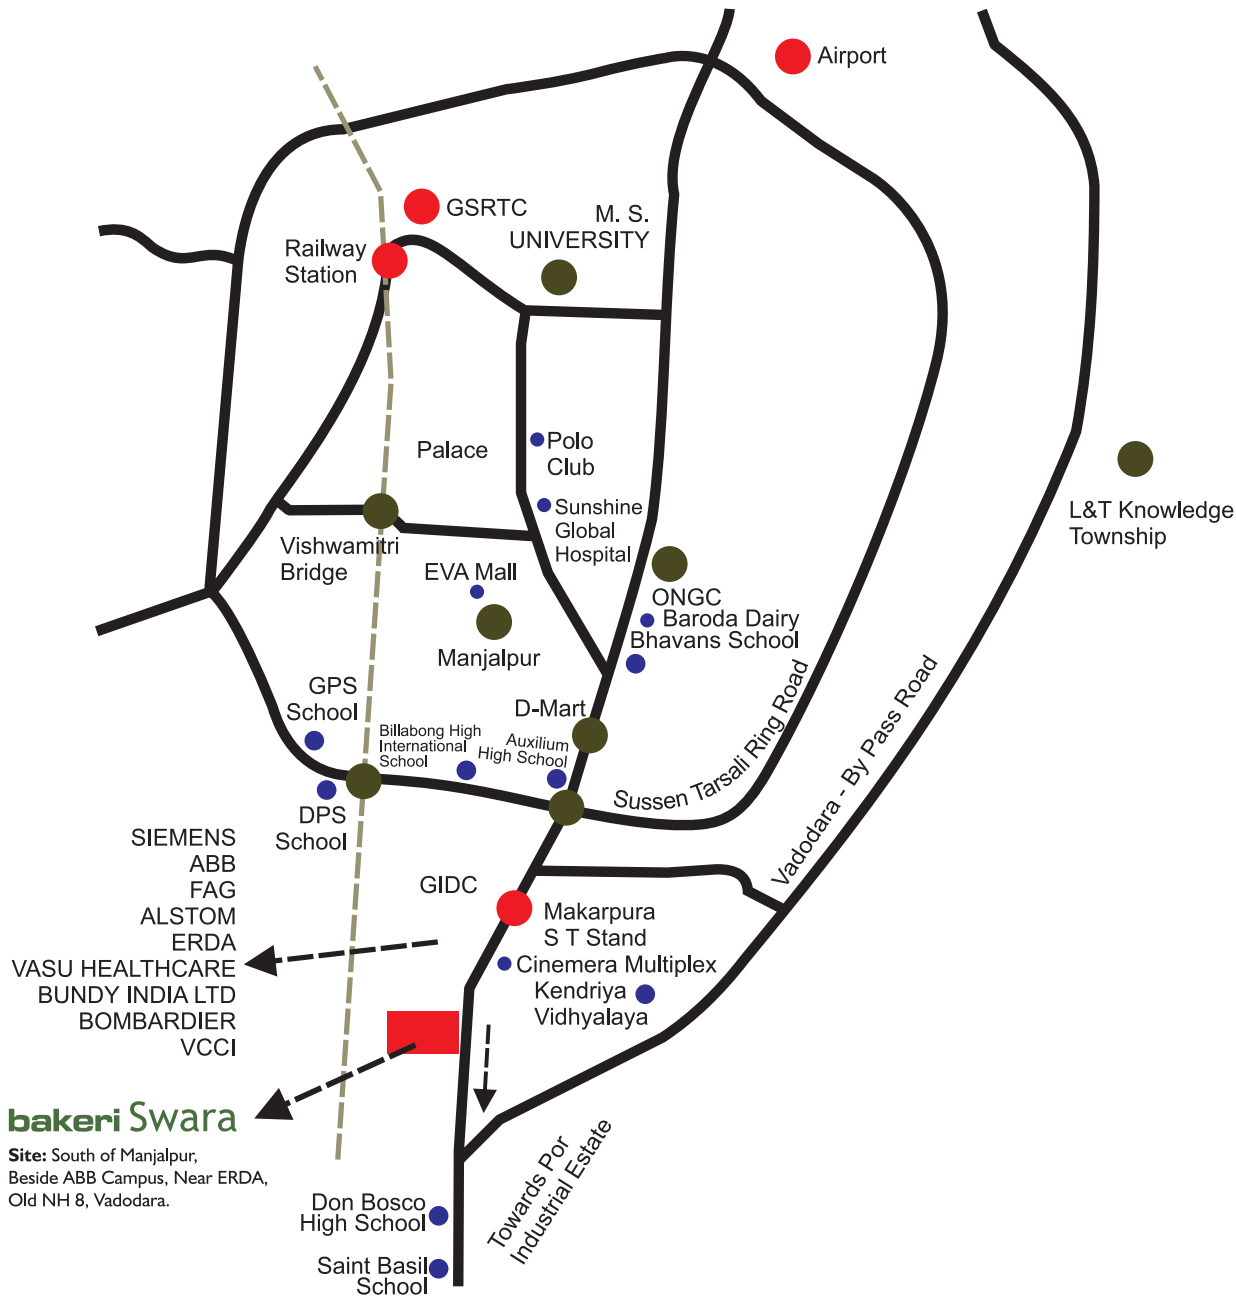 Airport
GSRTC
M. S.
UNIVERSITY
Railway
Station
Palace
Polo
Club
Sunshine
Global
Hospital
L&T Knowledge
Township
Vishwamitri
Bridge
EVA Mall
ONGC
Baroda Dairy
Bhavans School
Manjalpur
GPS
School
D-Mart
Billabong High
International
School
Auxilium
High School
Sussen Tarsali Ring Road
Vadodara - By Pass Road
DPS
School
SIEMENS
ABB
FAG
ALSTOM
ERDA
VASU HEALTHCARE
BUNDY INDIA LTD
BOMBARDIER
VCCI
GIDC
Makarpura
S T Stand
Cinemera Multiplex
Kendriya
Vidhyalaya
bakeri Swara
Site: South of Manjalpur,
Beside ABB Campus, Near ERDA,
Old NH 8, Vadodara.
Towards Por
Industrial Estate
Don Bosco
High School
Saint Basil
School